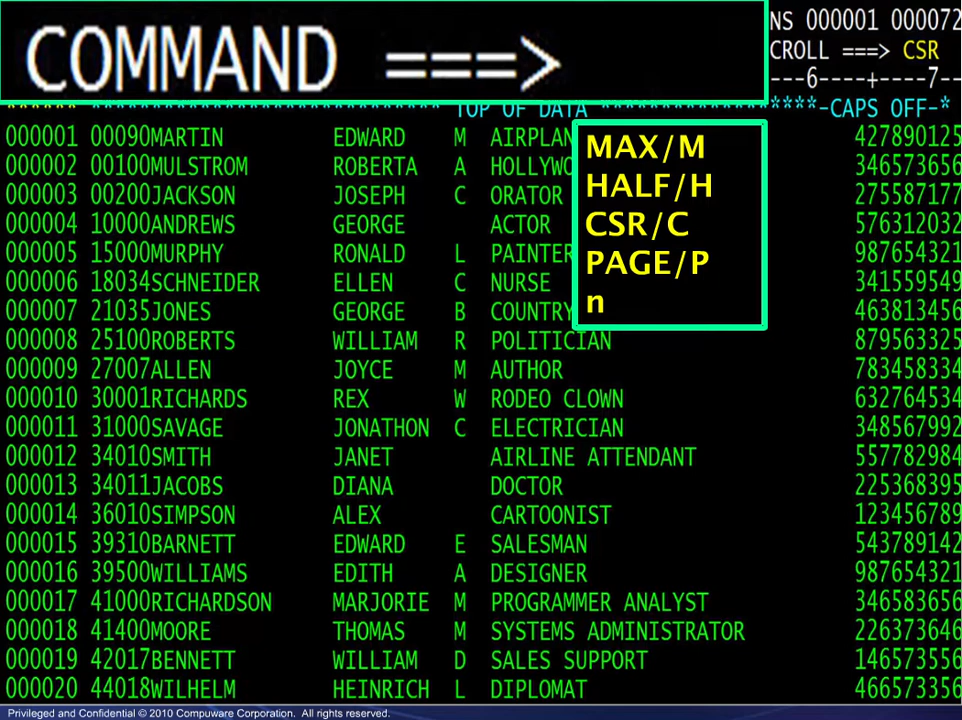 COMMAND ===>
NS 000001 000072
CROLL ===> CSR
---6----+----7--
TOP OF DATA ********************-CAPS OFF-*
MAX/M
HALF/H
CSR/C
PAGE/P
n
000001 00090MARTIN EDWARD M AIRPLAN 427890125
000002 00100MULSTROM ROBERTA A HOLLYWO 346573656
000003 00200JACKSON JOSEPH C ORATOR 275587177
000004 10000ANDREWS GEORGE ACTOR 576312032
000005 15000MURPHY RONALD L PAINTER 987654321
000006 18034SCHNEIDER ELLEN C NURSE 341559549
000007 21035JONES GEORGE B COUNTRY 463813456
000008 25100ROBERTS WILLIAM R POLITICIAN 879563325
000009 27007ALLEN JOYCE M AUTHOR 783458334
000010 30001RICHARDS REX W RODEO CLOWN 632764534
000011 31000SAVAGE JONATHON C ELECTRICIAN 348567992
000012 34010SMITH JANET AIRLINE ATTENDANT 557782984
000013 34011JACOBS DIANA DOCTOR 225368395
000014 36010SIMPSON ALEX CARTOONIST 123456789
000015 39310BARNETT EDWARD E SALESMAN 543789142
000016 39500WILLIAMS EDITH A DESIGNER 987654321
000017 41000RICHARDSON MARJORIE M PROGRAMMER ANALYST 346583656
000018 41400MOORE THOMAS M SYSTEMS ADMINISTRATOR 226373646
000019 42017BENNETT WILLIAM D SALES SUPPORT 146573556
000020 44018WILHELM HEINRICH L DIPLOMAT 466573356
Privileged and Confidential © 2010 Compuware Corporation. All rights reserved.